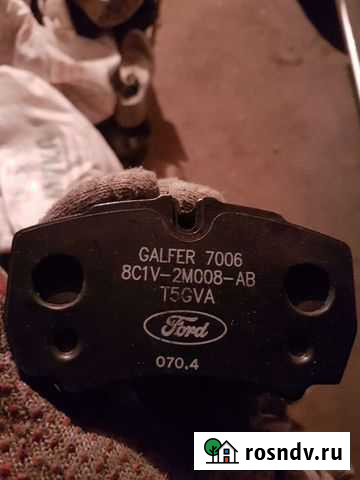 GALFER 7006
8C1V-2M008-AB
T5GVA
Ford
070.4
rosndv.ru